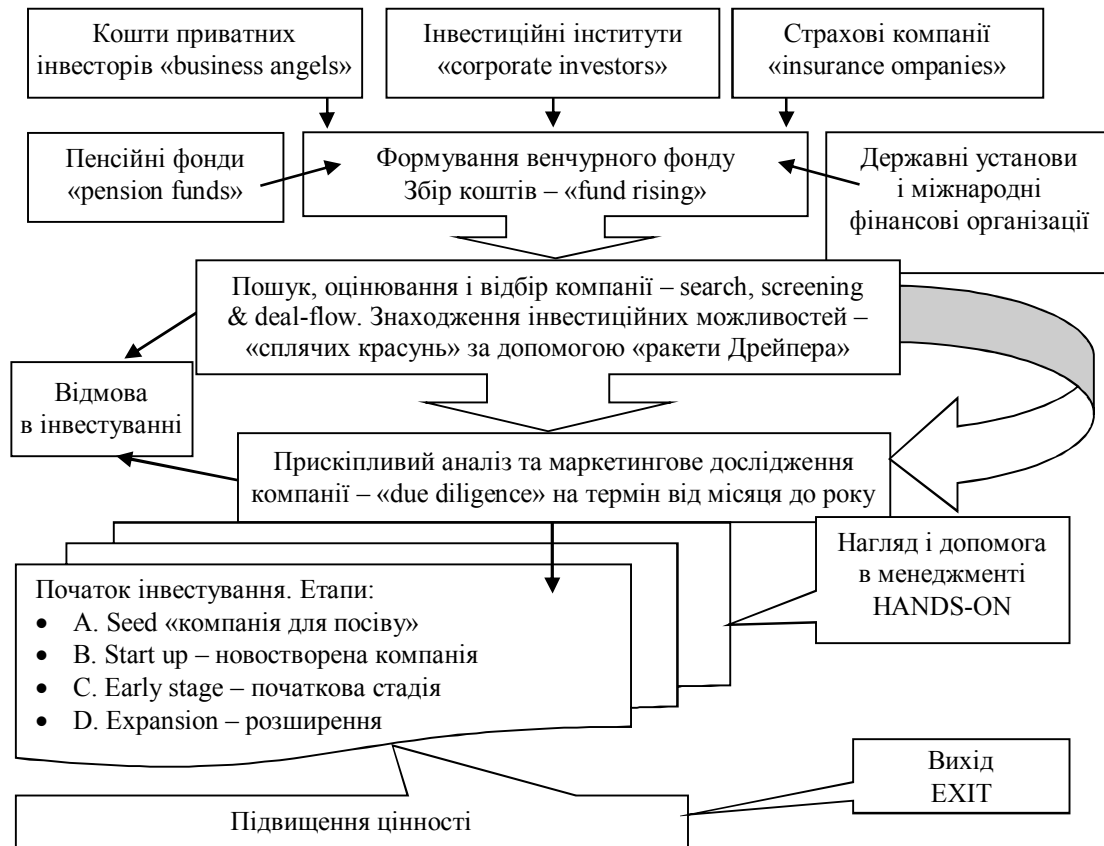 Кошти приватних
інвесторів «business angels»
Інвестиційні інститути
«corporate investors»
Страхові компанії
«insurance ompanies»
Пенсійні фонди
«pension funds»
Формування венчурного фонду
Збір коштів – «fund rising»
Державні установи
і міжнародні
фінансові організації
Пошук, оцінювання і відбір компанії – search, screening
& deal-flow. Знаходження інвестиційних можливостей –
«сплячих красунь» за допомогою «ракети Дрейпера»
Відмова
в інвестуванні
Прискіпливий аналіз та маркетингове дослідження
компанії – «due diligence» на термін від місяця до року
Нагляд і допомога
в менеджменті
HANDS-ON
Початок інвестування. Етапи:
• A. Seed «компанія для посіву»
• B. Start up – новостворена компанія
• C. Early stage – початкова стадія
• D. Expansion – розширення
Вихід
EXIT
Підвищення цінності